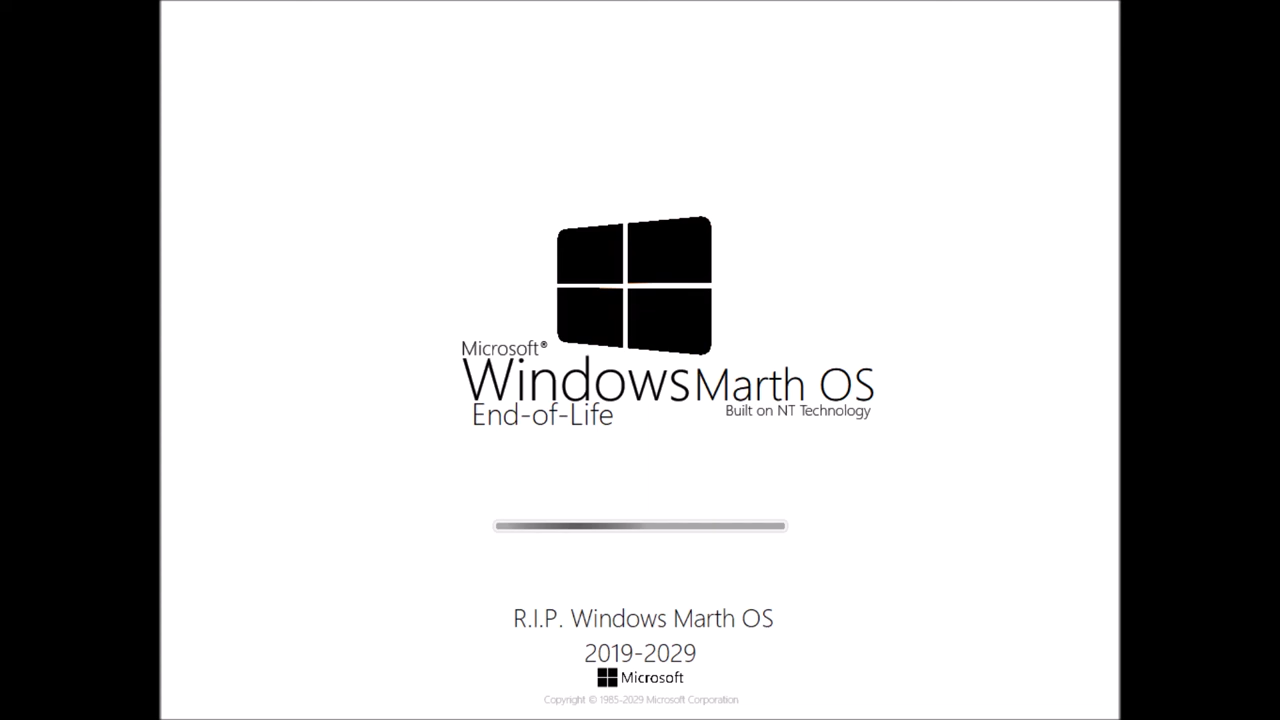 Microsoft®
Windows Marth OS
End-of-Life
Built on NT Technology
R.I.P. Windows Marth OS
2019-2029
Microsoft
Copyright © 1985-2029 Microsoft Corporation